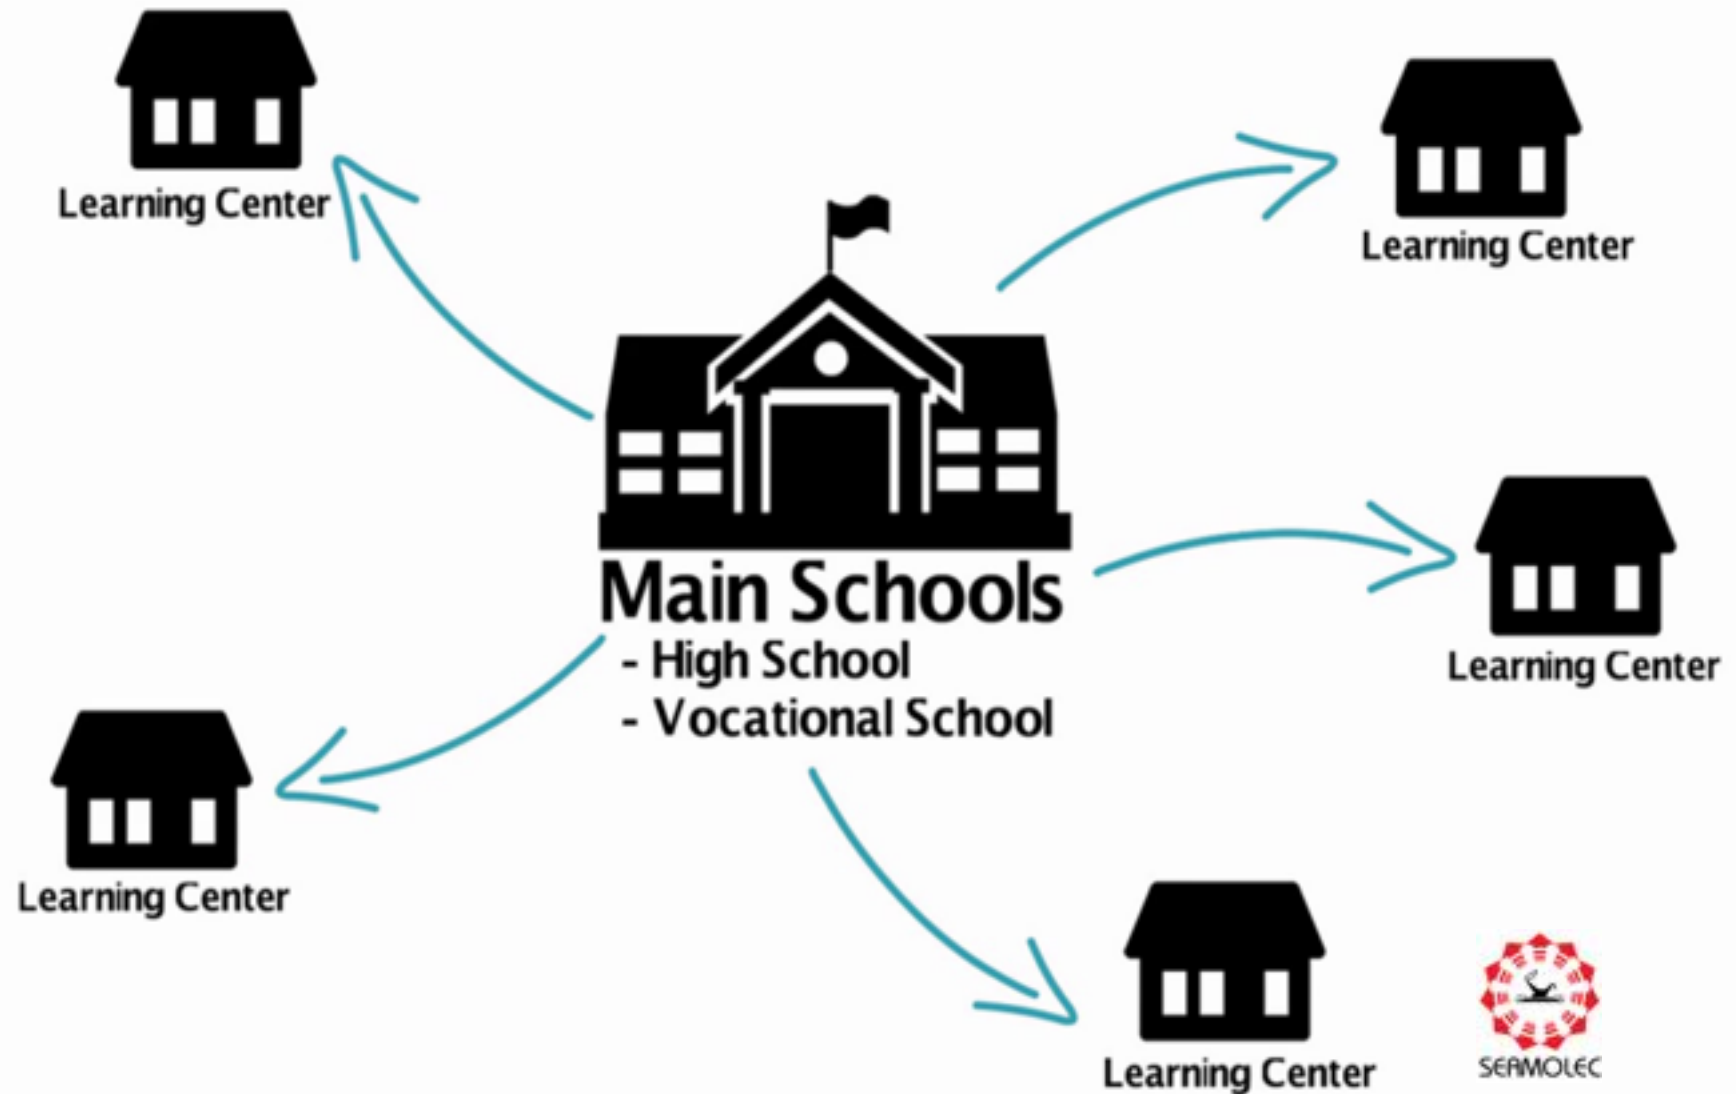 Learning Center
Learning Center
Main Schools
- High School
- Vocational School
Learning Center
Learning Center
Learning Center
SEAMOLEC